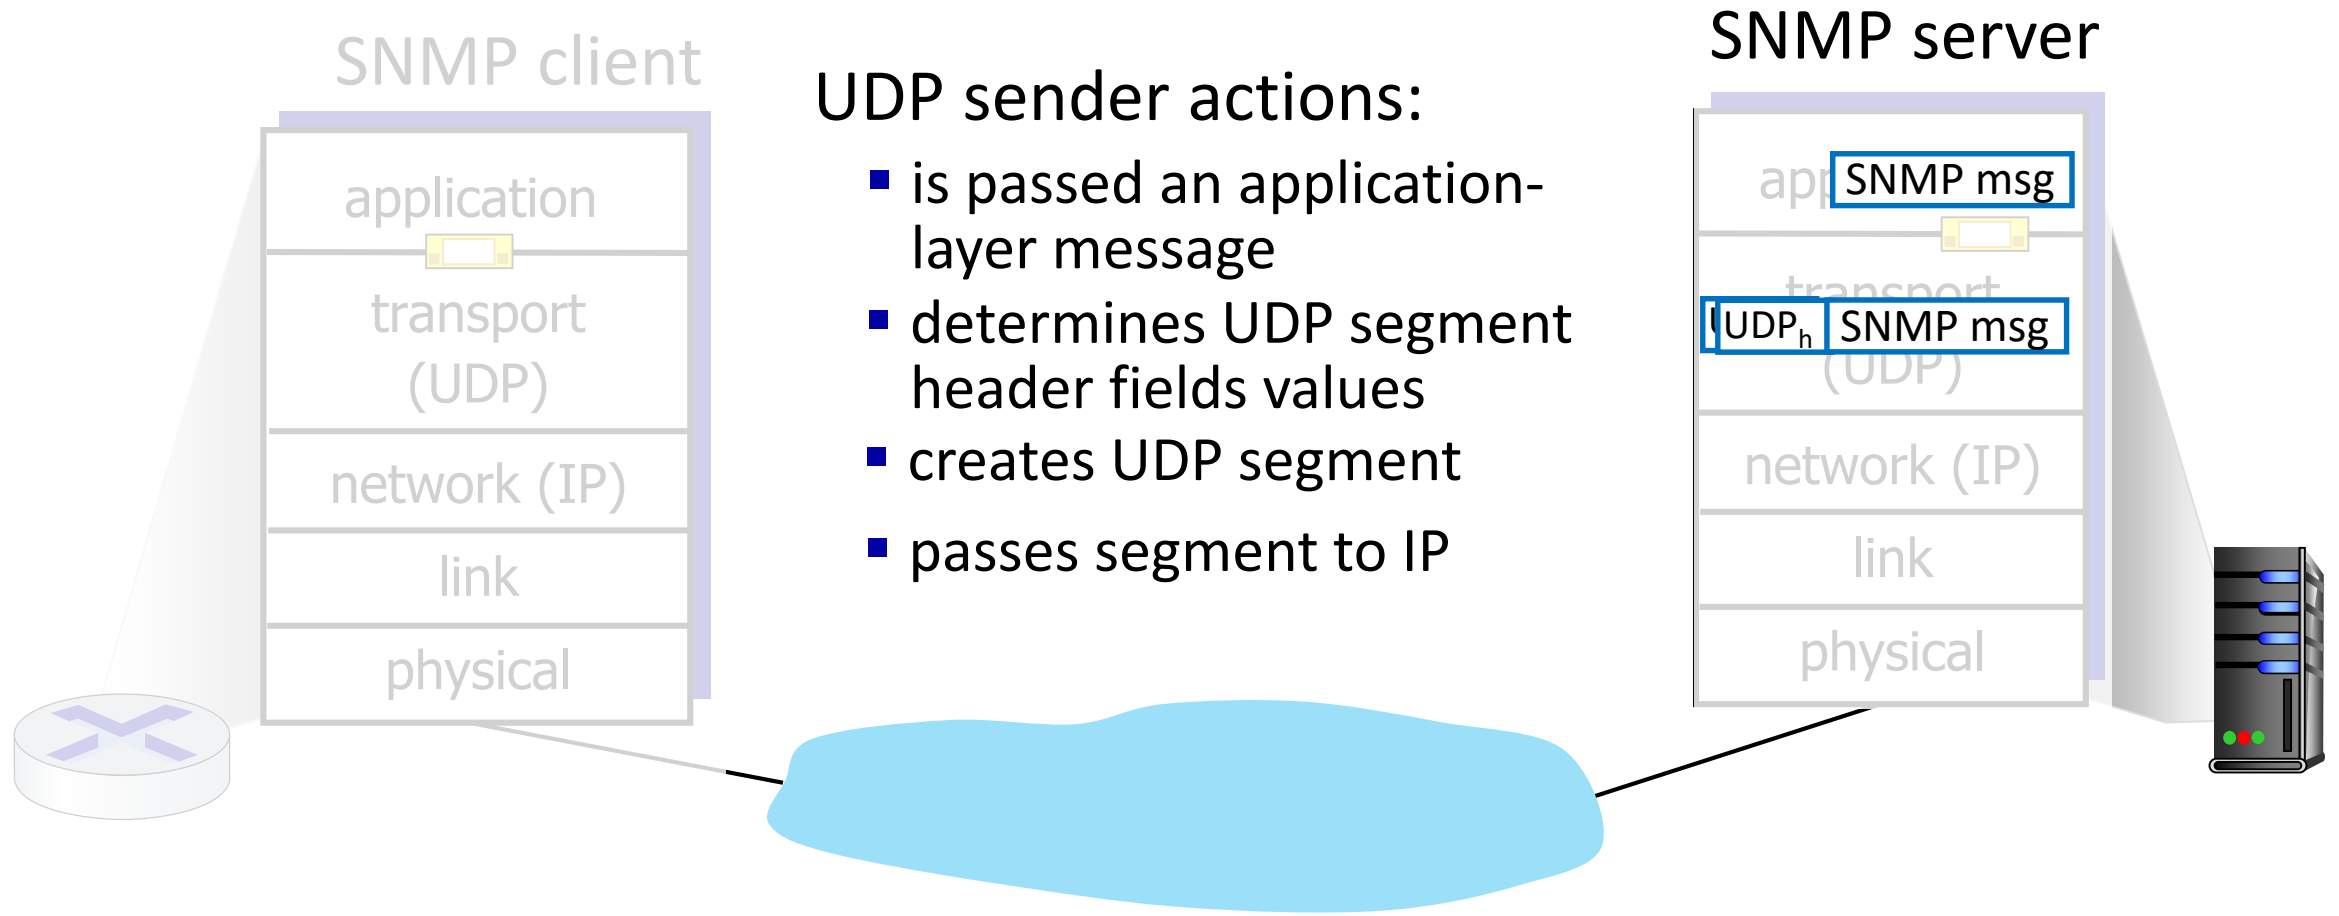 SNMP client
application
transport
(UDP)
network (IP)
link
physical
UDP sender actions:
is passed an application-
layer message
determines UDP segment
header fields values
creates UDP segment
passes segment to IP
SNMP server
SNMP msg
transport
UDPh SNMP msg
(UDP)
network (IP)
link
physical